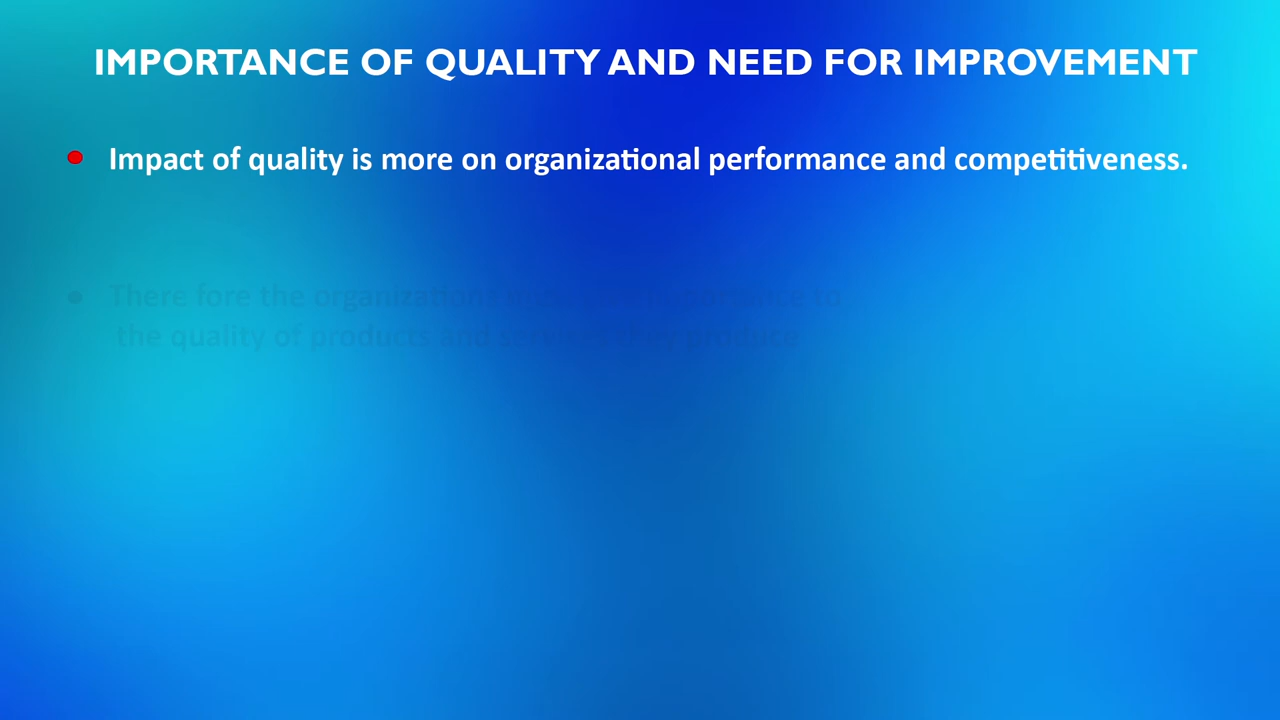 IMPORTANCE OF QUALITY AND NEED FOR IMPROVEMENT
Impact of quality is more on organizational performance and competitiveness.
There fore the organizations importance to
the quality of products and services they produce